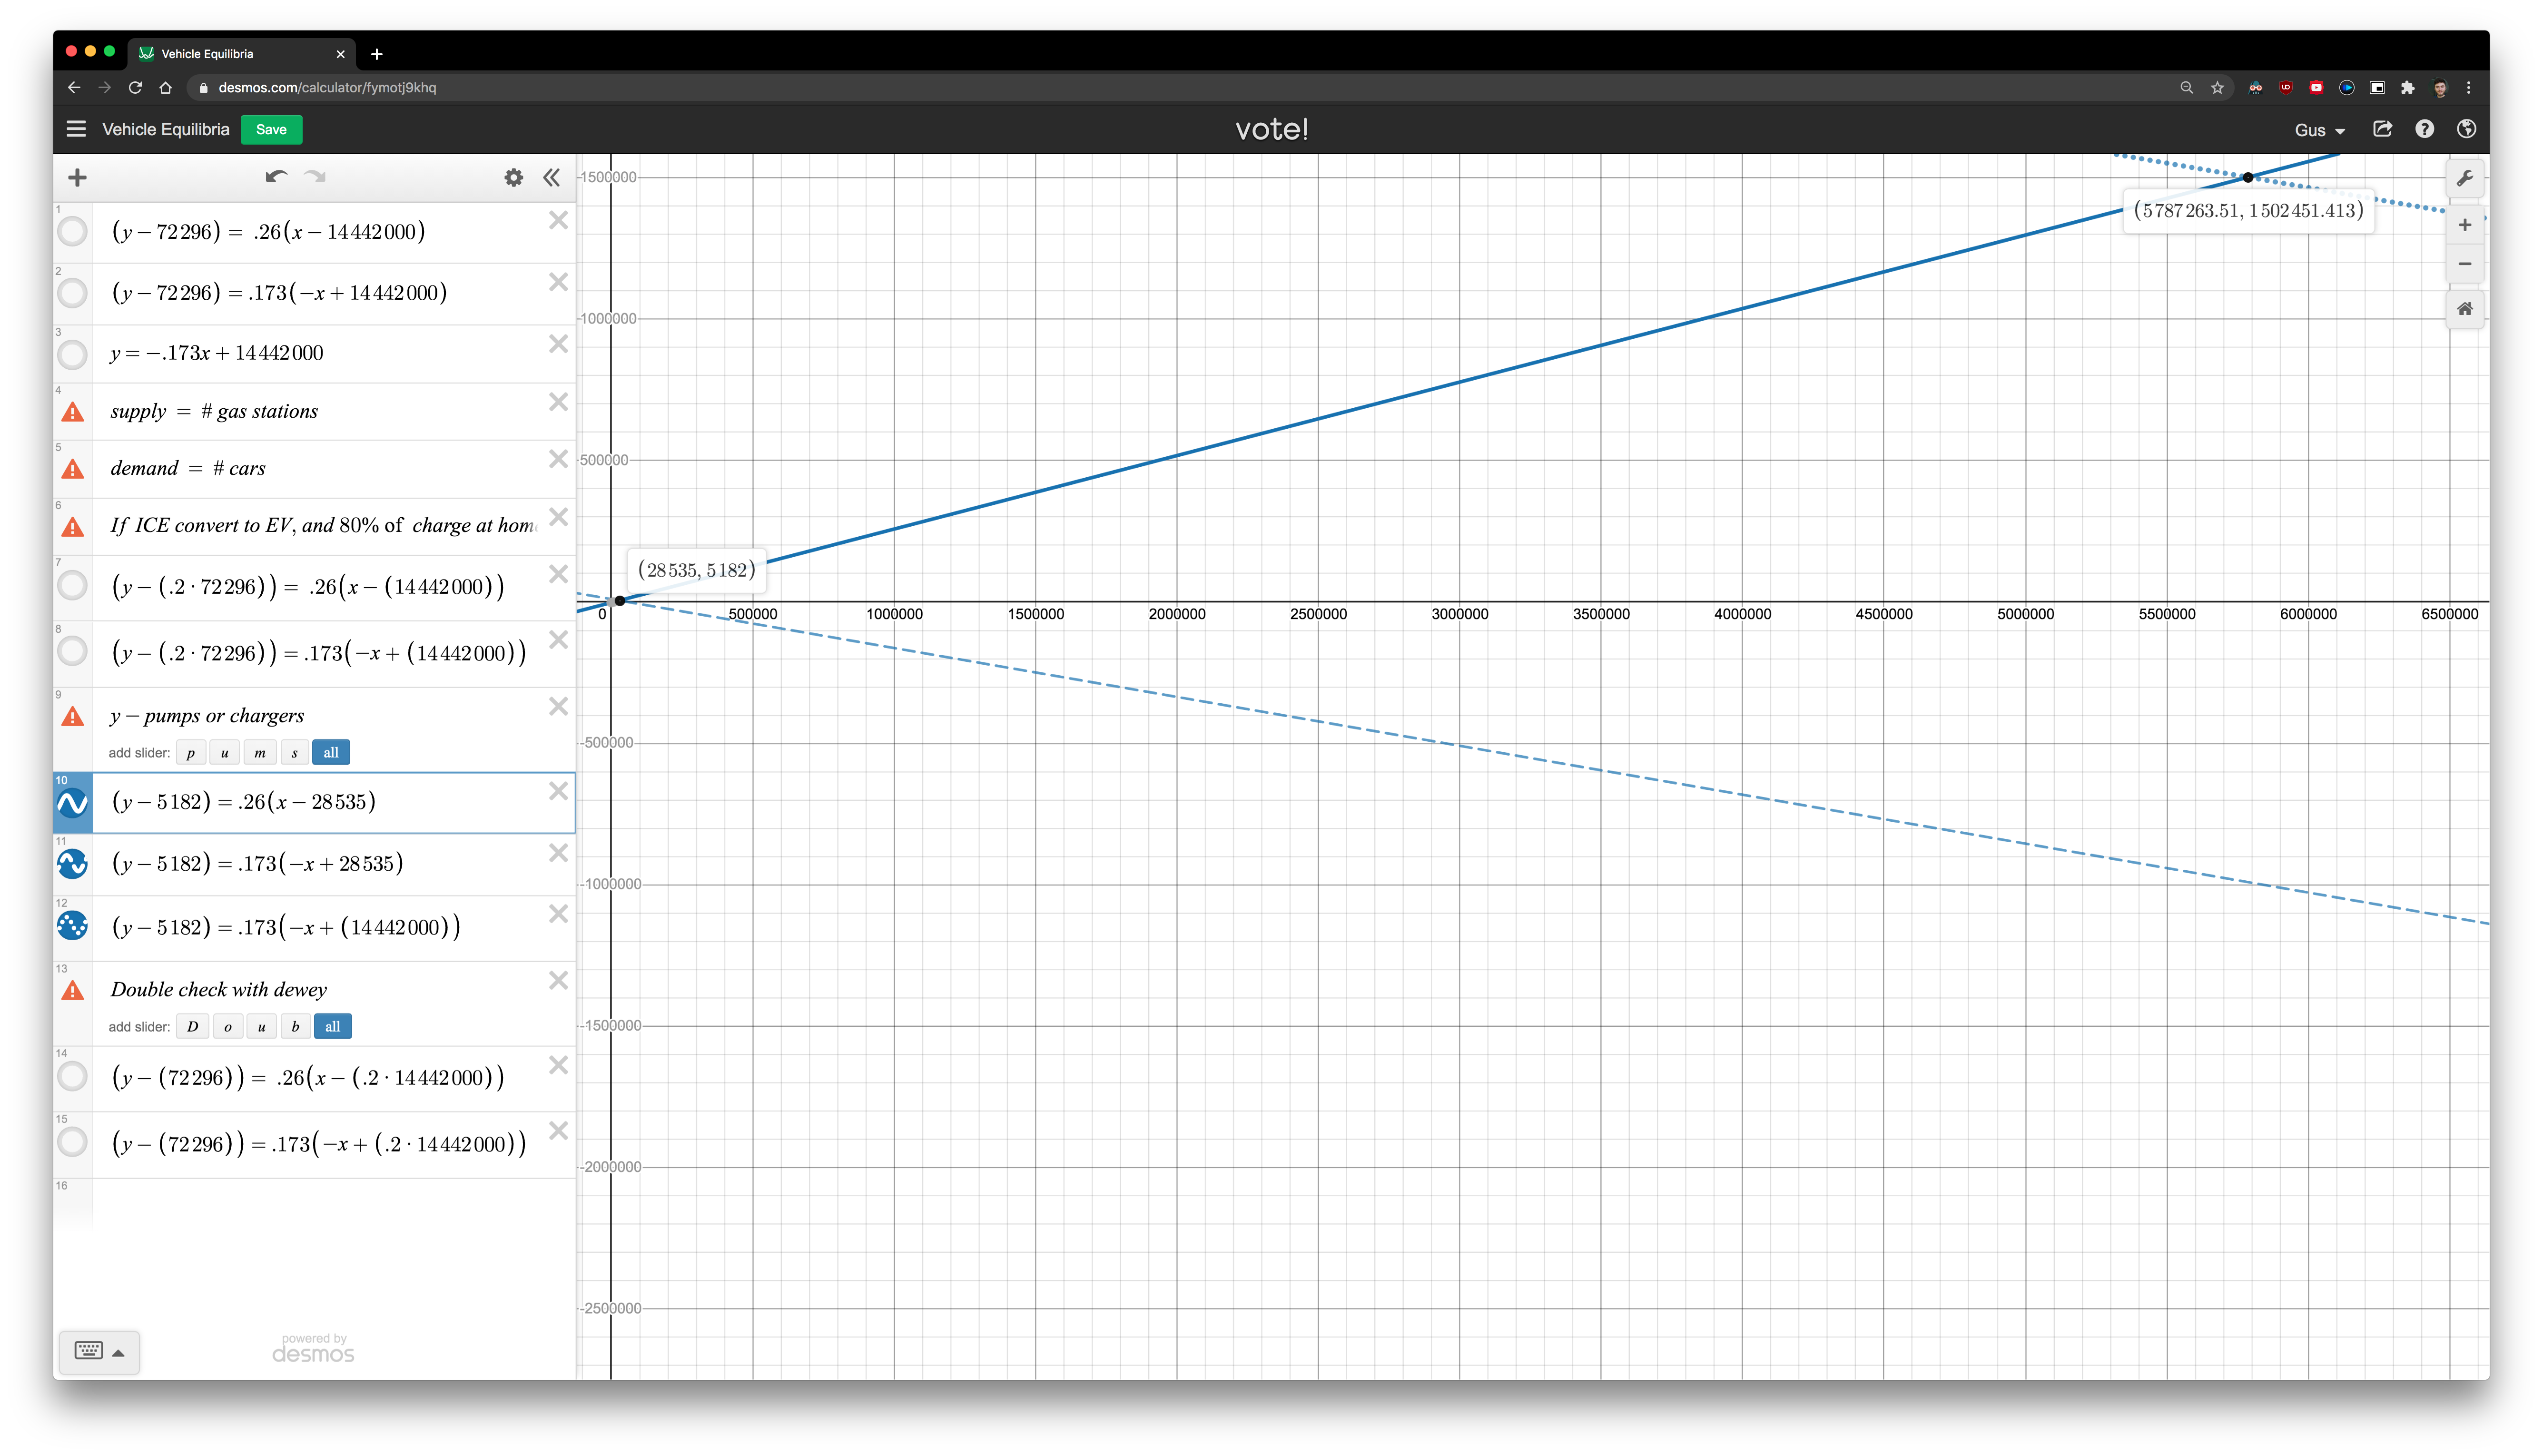 Vehicle Equilibria
desmos.com/calculator/fymotj9khq
Vehicle Equilibria
Save
vote!
Gus
1
(y − 72296) = .26(x − 14442000)
2
(y − 72296) = .173(−x + 14442000)
3
y = −.173x + 14442000
4
supply = # gas stations
5
demand = # cars
6
If ICE convert to EV, and 80% of charge at hom
7
(y − (.2 · 72296)) = .26(x − (14442000))
8
(y − (.2 · 72296)) = .173(−x + (14442000))
9
y − pumps or chargers
add slider: p u m s all
10
(y − 5182) = .26(x − 28535)
11
(y − 5182) = .173(−x + 28535)
12
(y − 5182) = .173(−x + (14442000))
13
Double check with dewey
add slider: D o u b all
14
(y − (72296)) = .26(x − (.2 · 14442000))
15
(y − (72296)) = .173(−x + (.2 · 14442000))
16
powered by
desmos
1500000
(5787263.51, 1502451.413)
1000000
500000
(28535, 5182)
0 500000 1000000 1500000 2000000 2500000 3000000 3500000 4000000 4500000 5000000 5500000 6000000 6500000
-500000
-1000000
-1500000
-2000000
-2500000